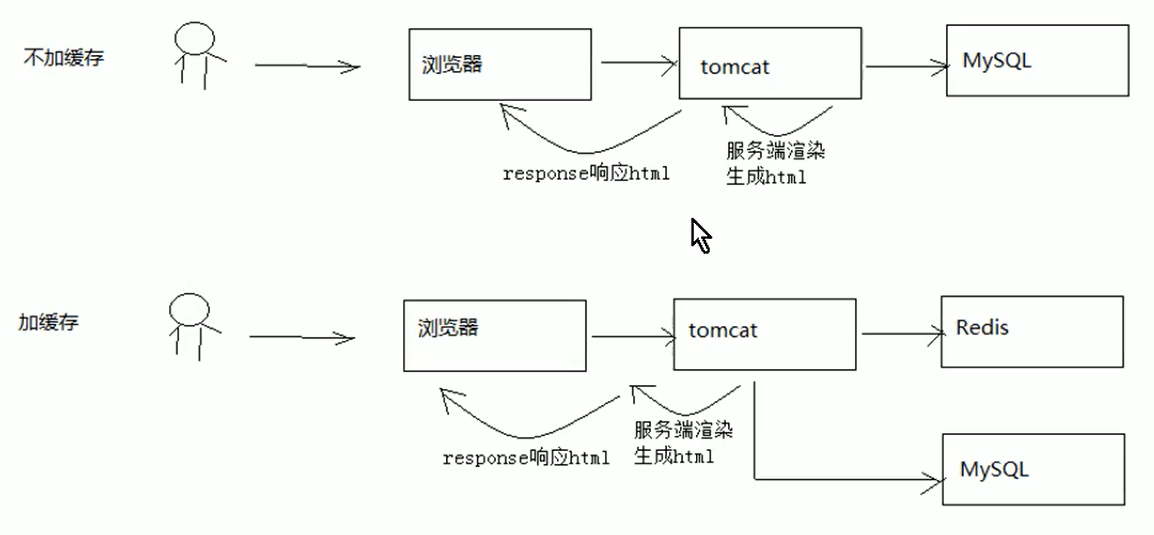 不加缓存
浏览器
tomcat
MySQL
response响应html
服务端渲染
生成html
加缓存
浏览器
tomcat
Redis
response响应html
服务端渲染
生成html
MySQL